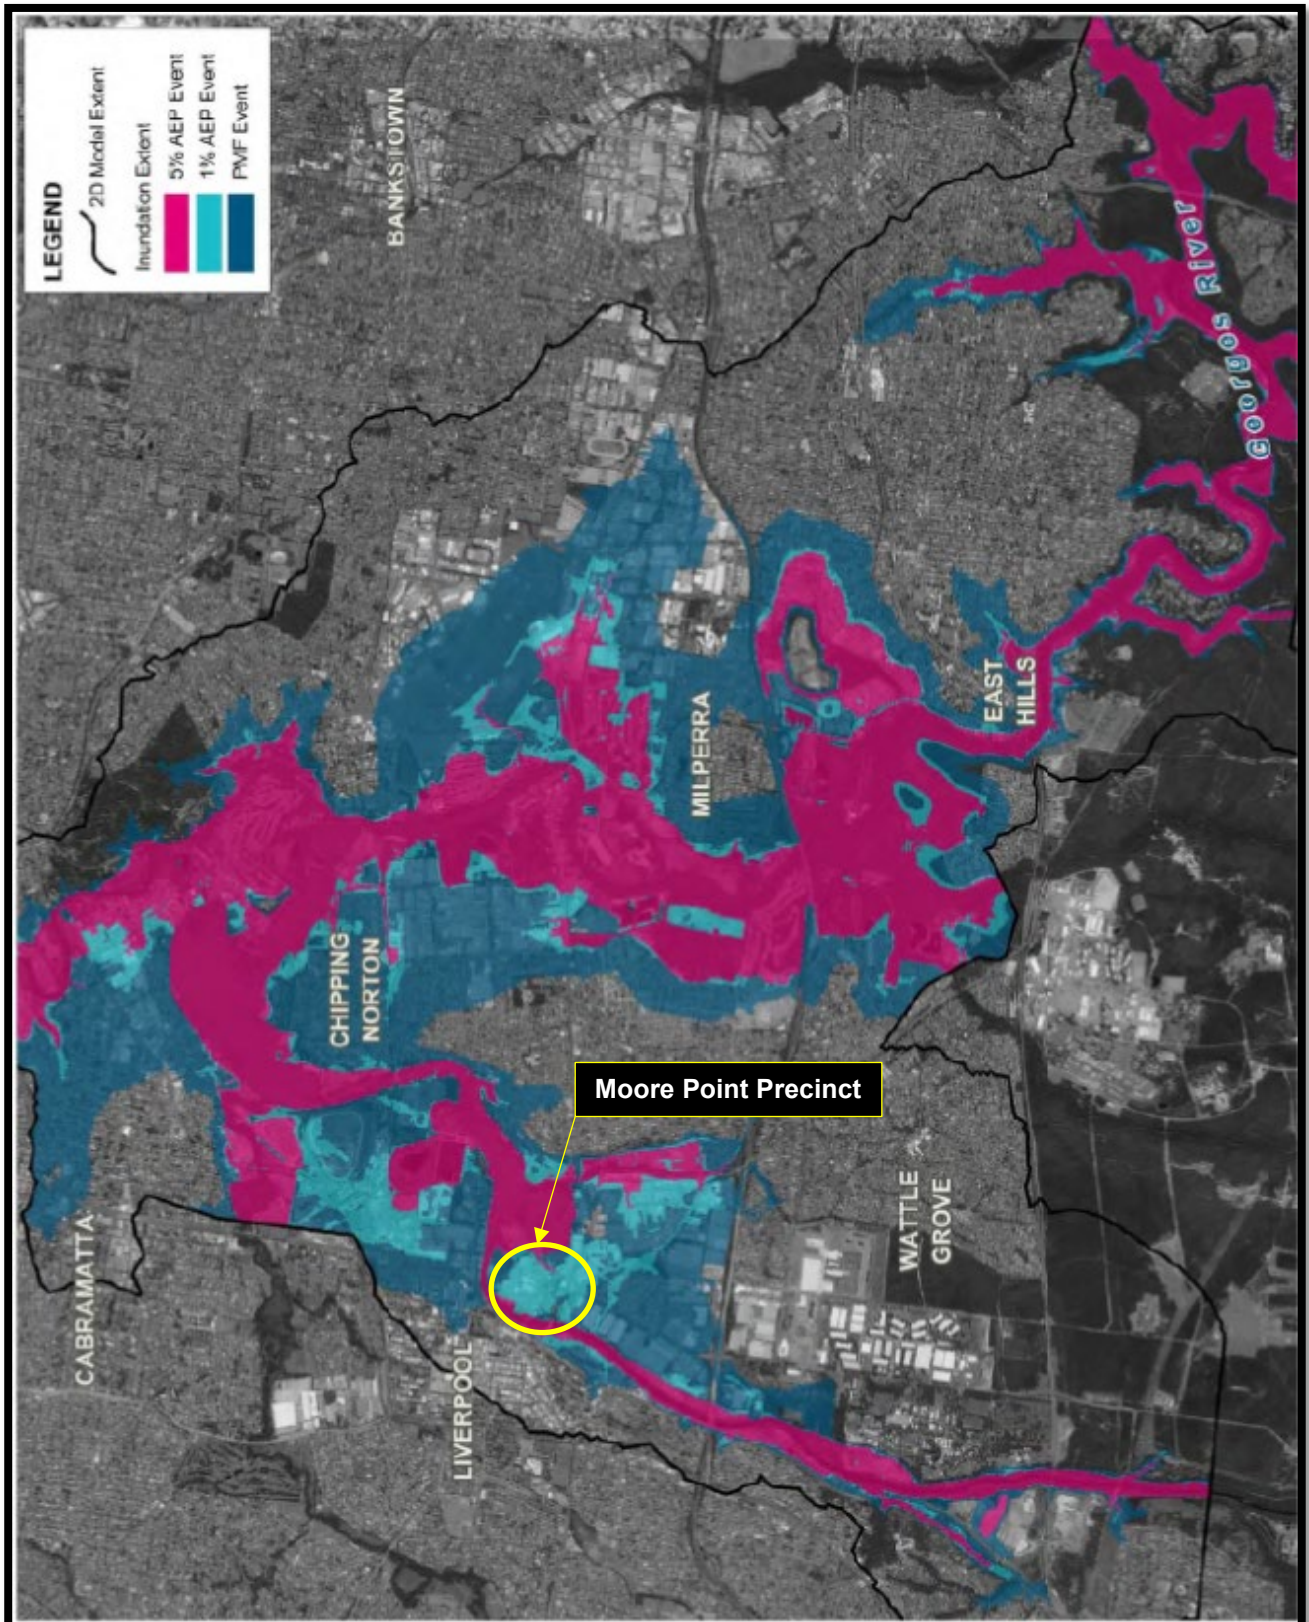 LEGEND
2D Model Extent
Inundation Extent
5% AEP Event
1% AEP Event
PMF Event
BANKSTOWN
Georges River
CHIPPING
NORTON
MILPERRA
EAST
HILLS
Moore Point Precinct
CABRAMATTA
LIVERPOOL
WATTLE
GROVE